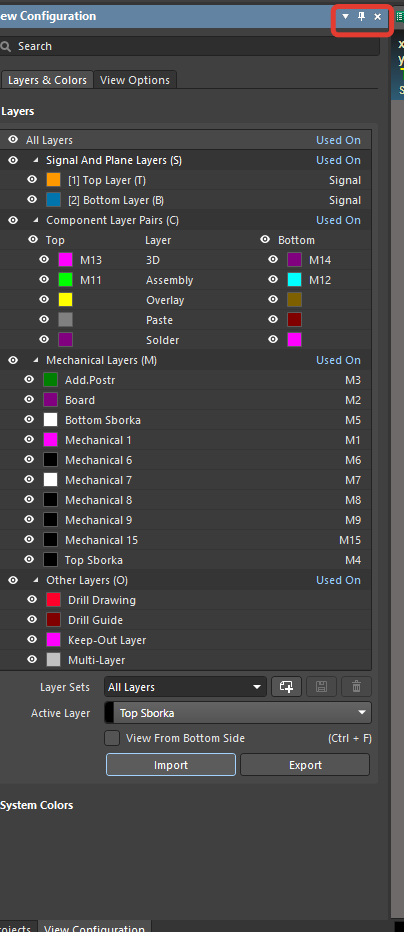 ew Configuration
Search
Layers & Colors View Options
Layers
All Layers Used On
Signal And Plane Layers (S) Used On
[1] Top Layer (T) Signal
[2] Bottom Layer (B) Signal
Component Layer Pairs (C) Used On
Top Layer Bottom
M13 3D M14
M11 Assembly M12
Overlay
Paste
Solder
Mechanical Layers (M) Used On
Add.Postr M3
Board M2
Bottom Sborka M5
Mechanical 1 M1
Mechanical 6 M6
Mechanical 7 M7
Mechanical 8 M8
Mechanical 9 M9
Mechanical 15 M15
Top Sborka M4
Other Layers (O) Used On
Drill Drawing
Drill Guide
Keep-Out Layer
Multi-Layer
Layer Sets All Layers
Active Layer Top Sborka
View From Bottom Side (Ctrl + F)
Import Export
System Colors
rojects View Configuration
x
y
S